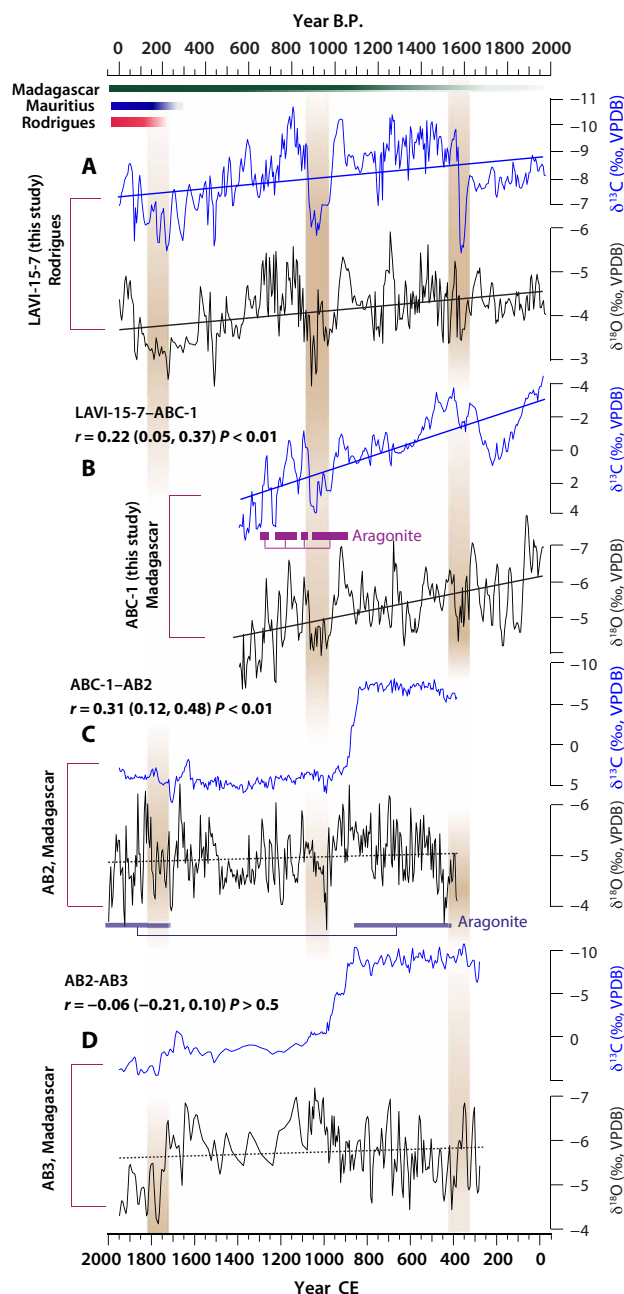 Year B.P.
0 200 400 600 800 1000 1200 1400 1600 1800 2000
Madagascar
Mauritius
Rodrigues
A
LAVI-15-7 (this study)
Rodrigues
−11
−10
−9
−8
−7
δ13C (‰, VPDB)
−6
−5
−4
−3
δ18O (‰, VPDB)
LAVI-15-7–ABC-1
r = 0.22 (0.05, 0.37) P < 0.01
B
ABC-1 (this study)
Madagascar
−4
−2
0
2
4
δ13C (‰, VPDB)
Aragonite
−7
−6
−5
δ18O (‰, VPDB)
ABC-1–AB2
r = 0.31 (0.12, 0.48) P < 0.01
C
AB2, Madagascar
−10
−5
0
5
δ13C (‰, VPDB)
−6
−5
−4
δ18O (‰, VPDB)
Aragonite
AB2-AB3
r = −0.06 (−0.21, 0.10) P > 0.5
D
AB3, Madagascar
−10
−5
0
δ13C (‰, VPDB)
−7
−6
−5
−4
δ18O (‰, VPDB)
2000 1800 1600 1400 1200 1000 800 600 400 200 0
Year CE